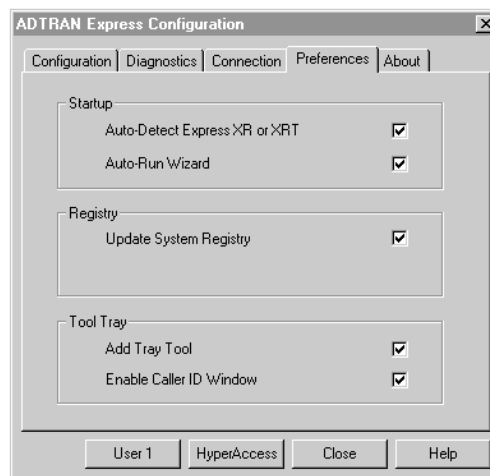 ADTRAN Express Configuration
Configuration Diagnostics Connection Preferences About
Startup
Auto-Detect Express XR or XRT
Auto-Run Wizard
Registry
Update System Registry
Tool Tray
Add Tray Tool
Enable Caller ID Window
User 1 HyperAccess Close Help